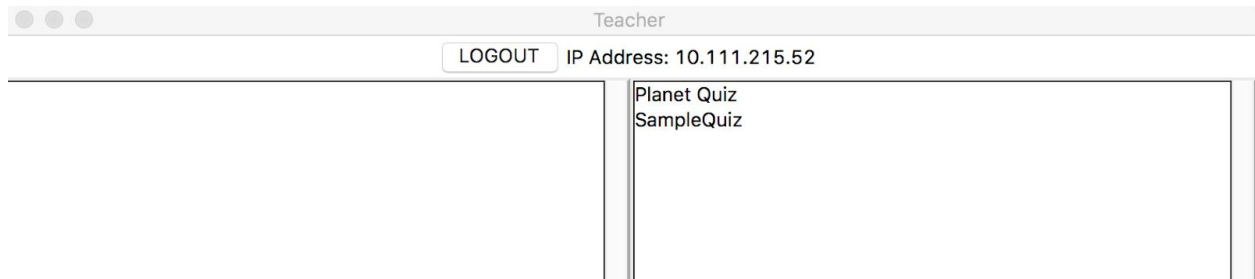 Teacher
LOGOUT IP Address: 10.111.215.52
Planet Quiz
SampleQuiz